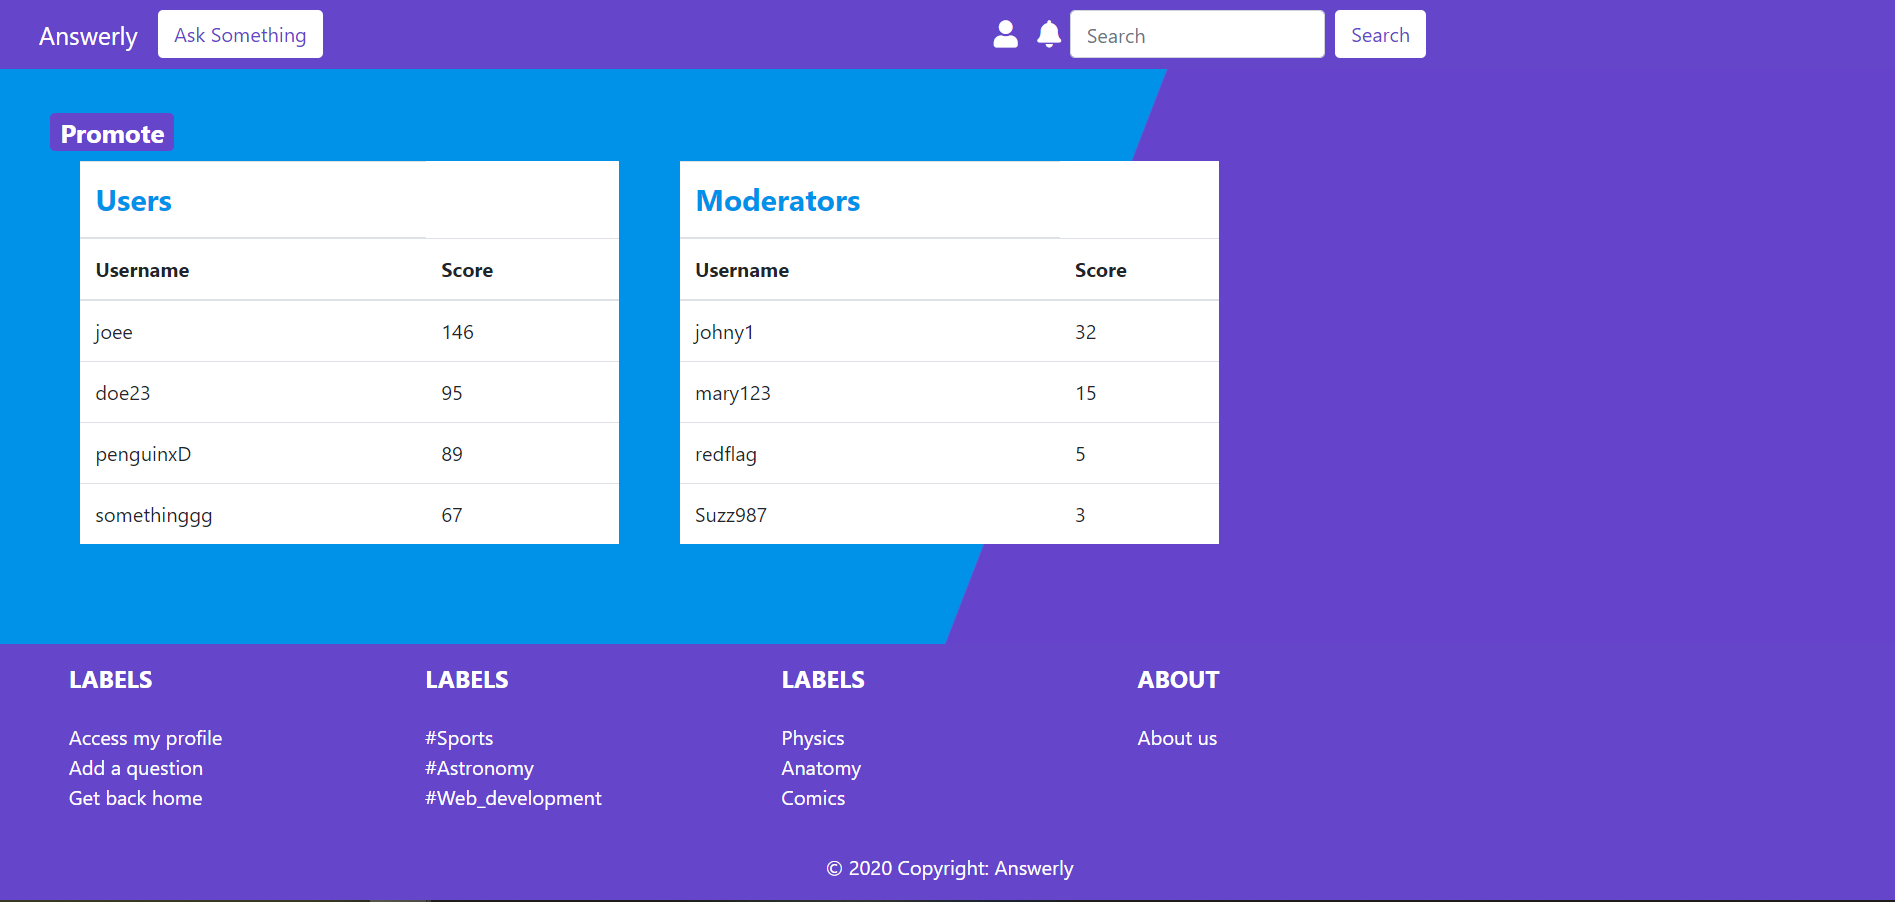 Answerly Ask Something Search Search
Promote
Users
Username Score
joee 146
doe23 95
penguinxD 89
somethinggg 67
Moderators
Username Score
johny1 32
mary123 15
redflag 5
Suzz987 3
LABELS
Access my profile
Add a question
Get back home
LABELS
#Sports
#Astronomy
#Web_development
LABELS
Physics
Anatomy
Comics
ABOUT
About us
© 2020 Copyright: Answerly